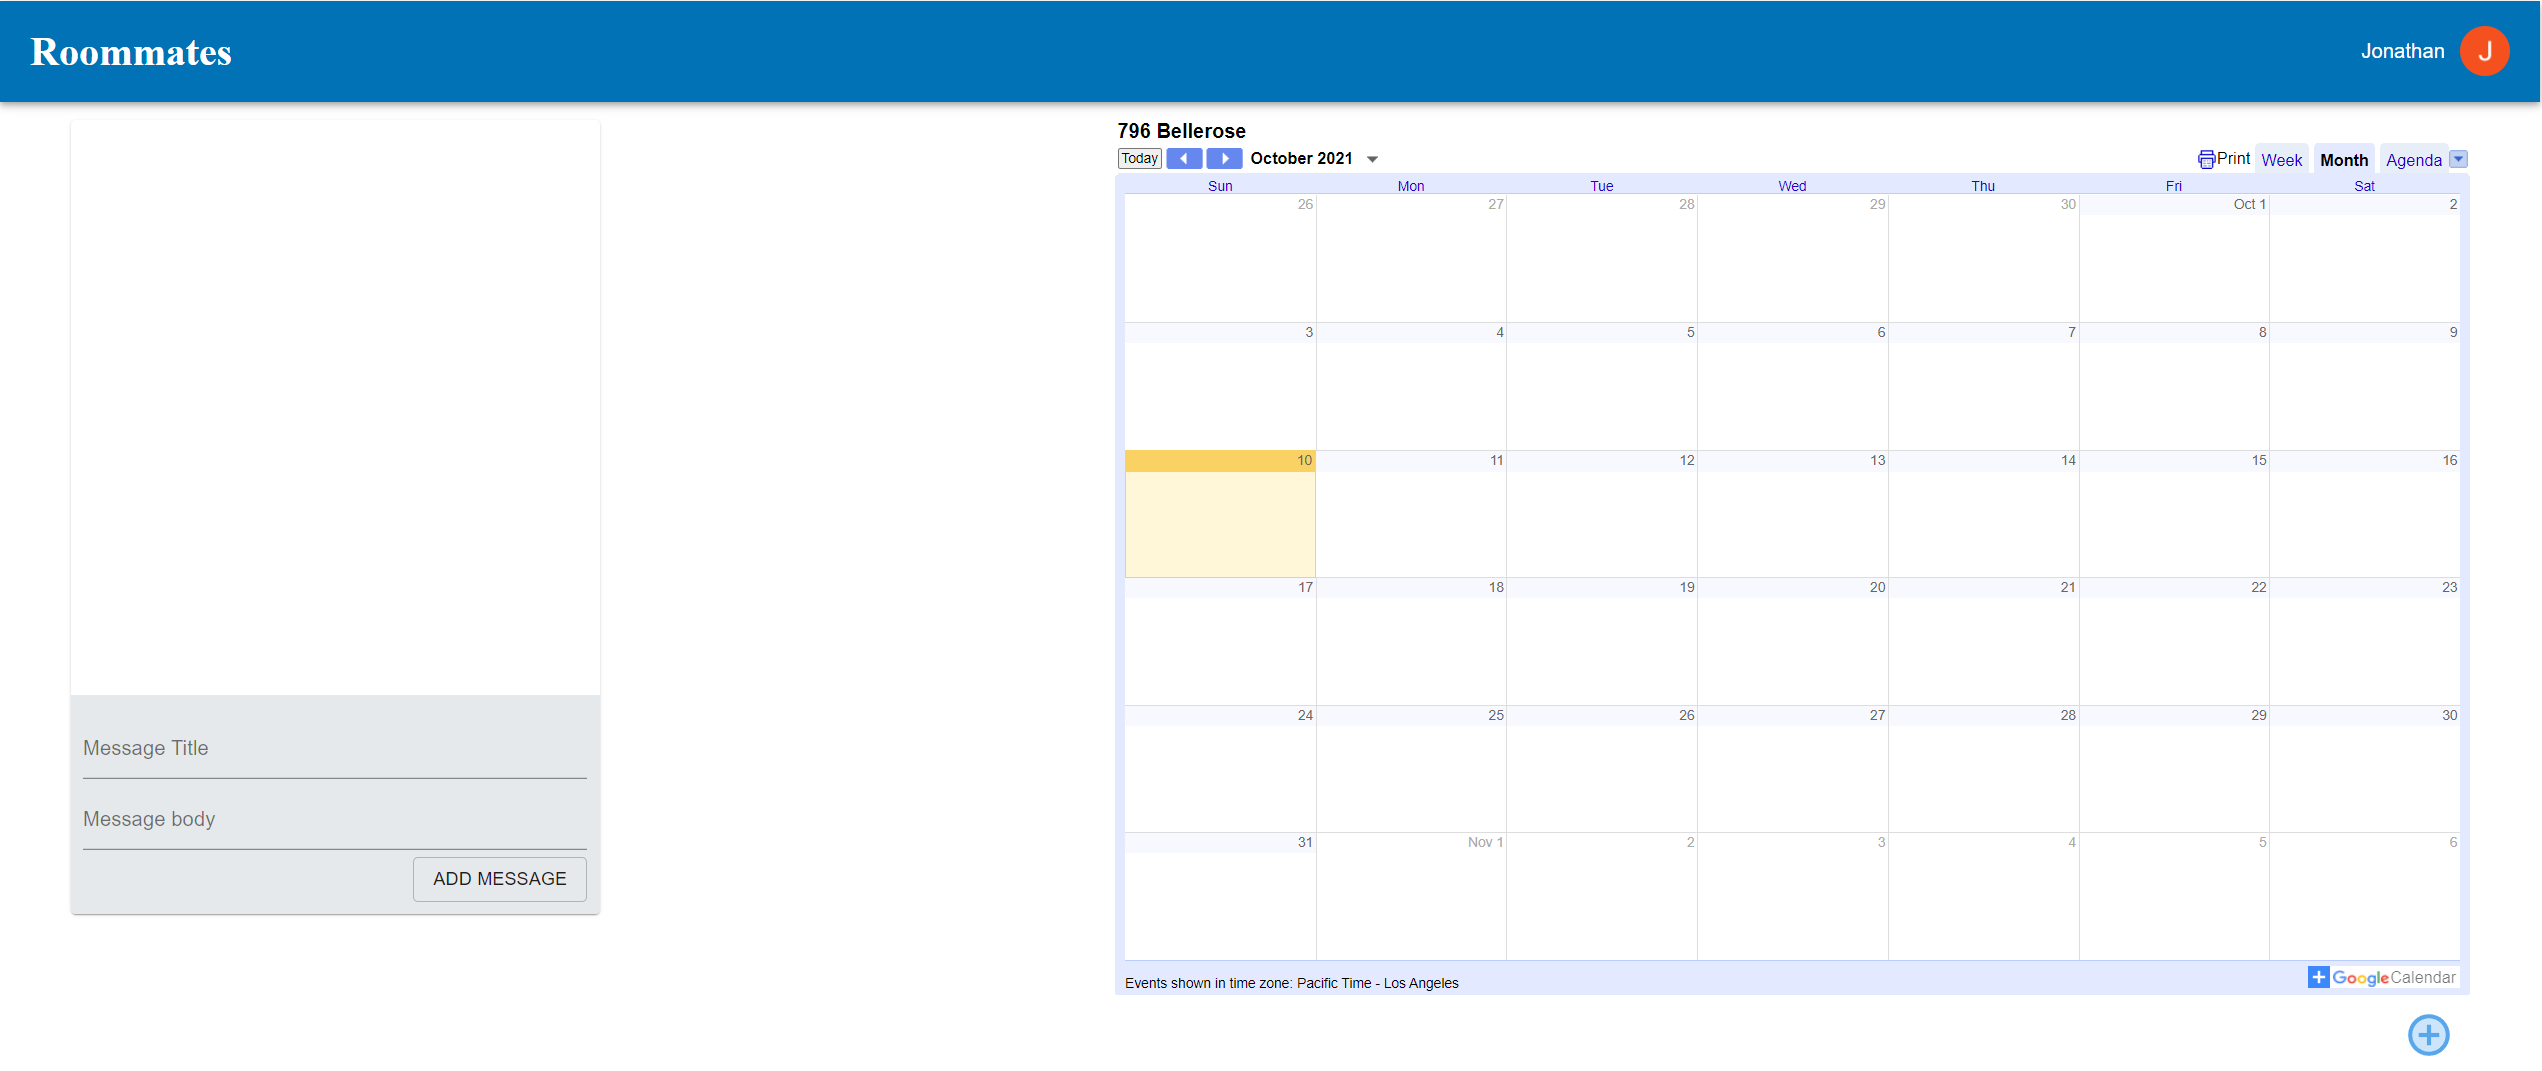 Roommates
Jonathan
J
Message Title
Message body
ADD MESSAGE
796 Bellerose
Today
October 2021
Print
Week
Month
Agenda
Sun Mon Tue Wed Thu Fri Sat
26 27 28 29 30 Oct 1 2
3 4 5 6 7 8 9
10 11 12 13 14 15 16
17 18 19 20 21 22 23
24 25 26 27 28 29 30
31 Nov 1 2 3 4 5 6
Events shown in time zone: Pacific Time - Los Angeles
Google Calendar